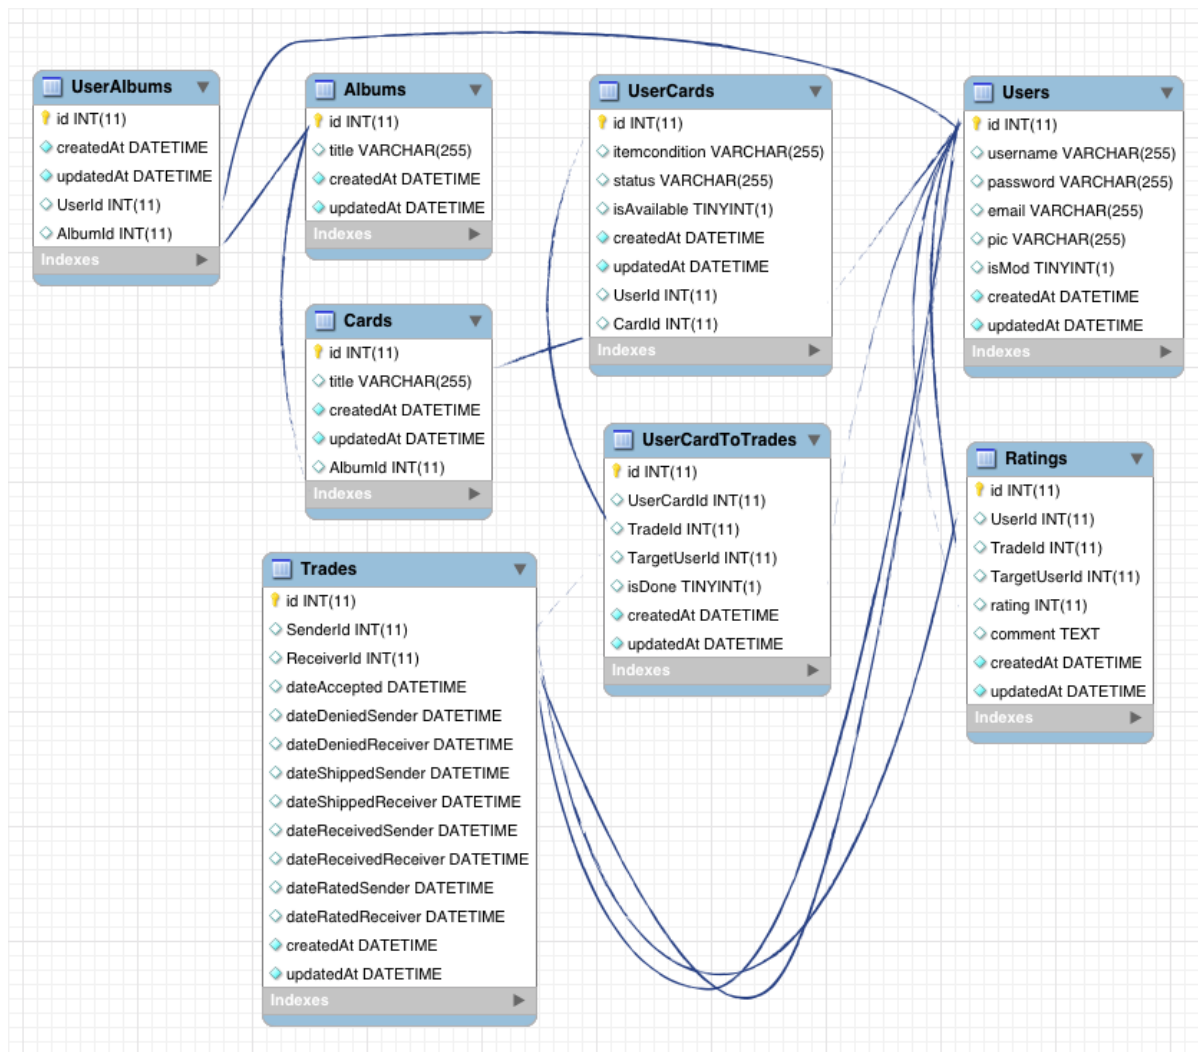 UserAlbums
id INT(11)
createdAt DATETIME
updatedAt DATETIME
UserId INT(11)
AlbumId INT(11)
Indexes
Albums
id INT(11)
title VARCHAR(255)
createdAt DATETIME
updatedAt DATETIME
Indexes
UserCards
id INT(11)
itemcondition VARCHAR(255)
status VARCHAR(255)
isAvailable TINYINT(1)
createdAt DATETIME
updatedAt DATETIME
UserId INT(11)
CardId INT(11)
Indexes
Users
id INT(11)
username VARCHAR(255)
password VARCHAR(255)
email VARCHAR(255)
pic VARCHAR(255)
isMod TINYINT(1)
createdAt DATETIME
updatedAt DATETIME
Indexes
Cards
id INT(11)
title VARCHAR(255)
createdAt DATETIME
updatedAt DATETIME
AlbumId INT(11)
Indexes
UserCardToTrades
id INT(11)
UserCardId INT(11)
TradeId INT(11)
TargetUserId INT(11)
isDone TINYINT(1)
createdAt DATETIME
updatedAt DATETIME
Indexes
Ratings
id INT(11)
UserId INT(11)
TradeId INT(11)
TargetUserId INT(11)
rating INT(11)
comment TEXT
createdAt DATETIME
updatedAt DATETIME
Indexes
Trades
id INT(11)
SenderId INT(11)
ReceiverId INT(11)
dateAccepted DATETIME
dateDeniedSender DATETIME
dateDeniedReceiver DATETIME
dateShippedSender DATETIME
dateShippedReceiver DATETIME
dateReceivedSender DATETIME
dateReceivedReceiver DATETIME
dateRatedSender DATETIME
dateRatedReceiver DATETIME
createdAt DATETIME
updatedAt DATETIME
Indexes